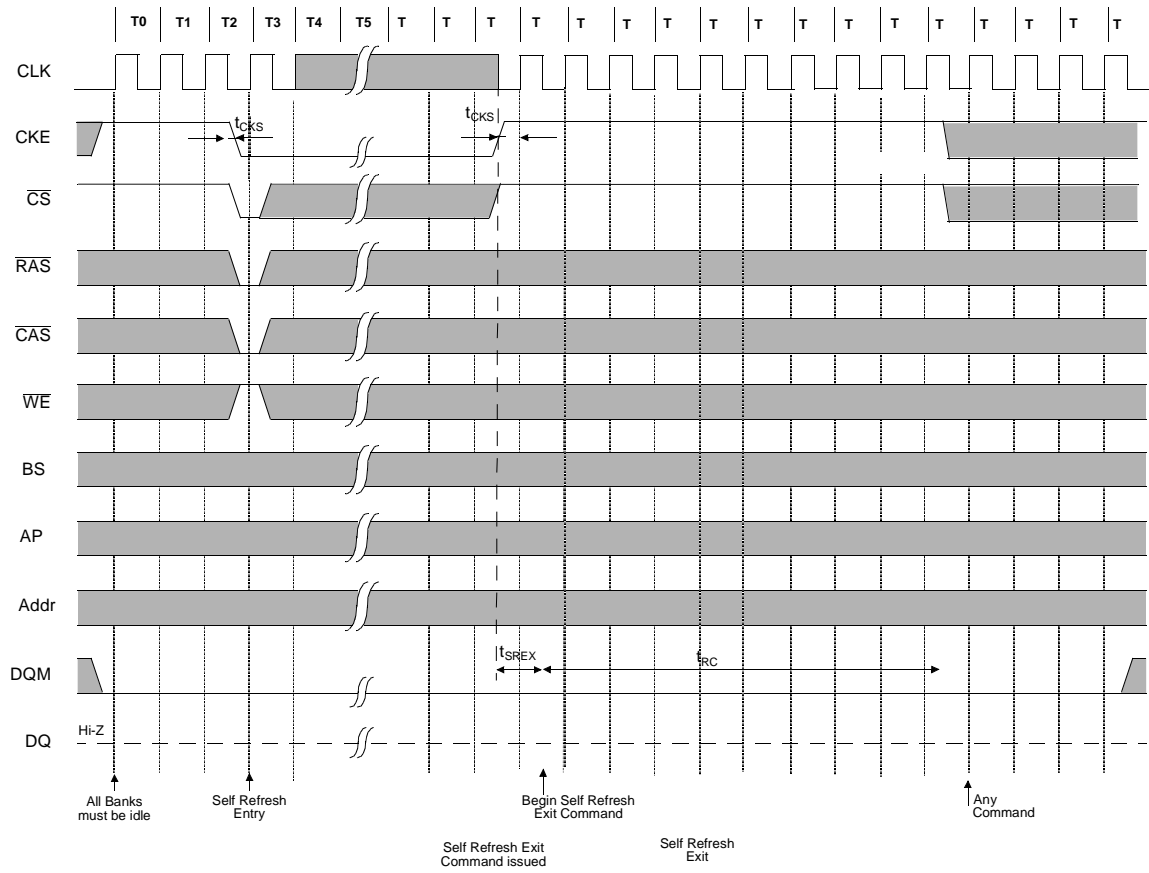 T0 T1 T2 T3 T4 T5 T T T T T T T T T T T T T T T T T
CLK
CKE
tCKS
tCKS
CS
RAS
CAS
WE
BS
AP
Addr
DQM
tSREX
tRC
DQ
Hi-Z
All Banks
must be idle
Self Refresh
Entry
Begin Self Refresh
Exit Command
Any
Command
Self Refresh Exit
Command issued
Self Refresh
Exit